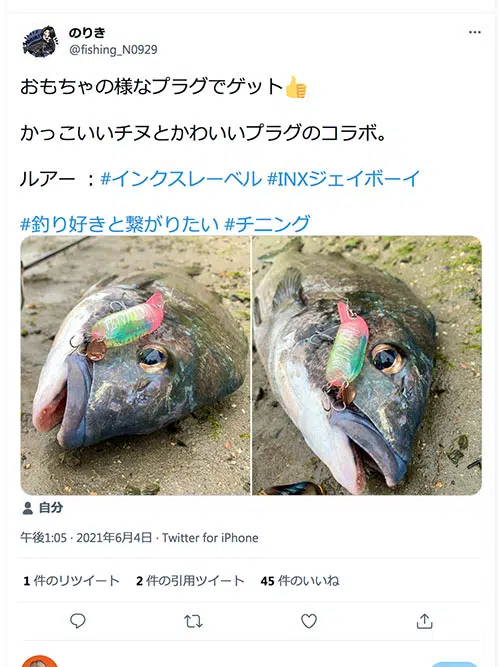 のりき
@fishing_N0929
おもちゃの様なプラグでゲット👍
かっこいいチヌとかわいいプラグのコラボ。
ルアー ：#インクスレーベル #INXジェイボーイ
#釣り好きと繋がりたい #チニング
自分
午後1:05 · 2021年6月4日 · Twitter for iPhone
1 件のリツイート 2 件の引用ツイート 45 件のいいね